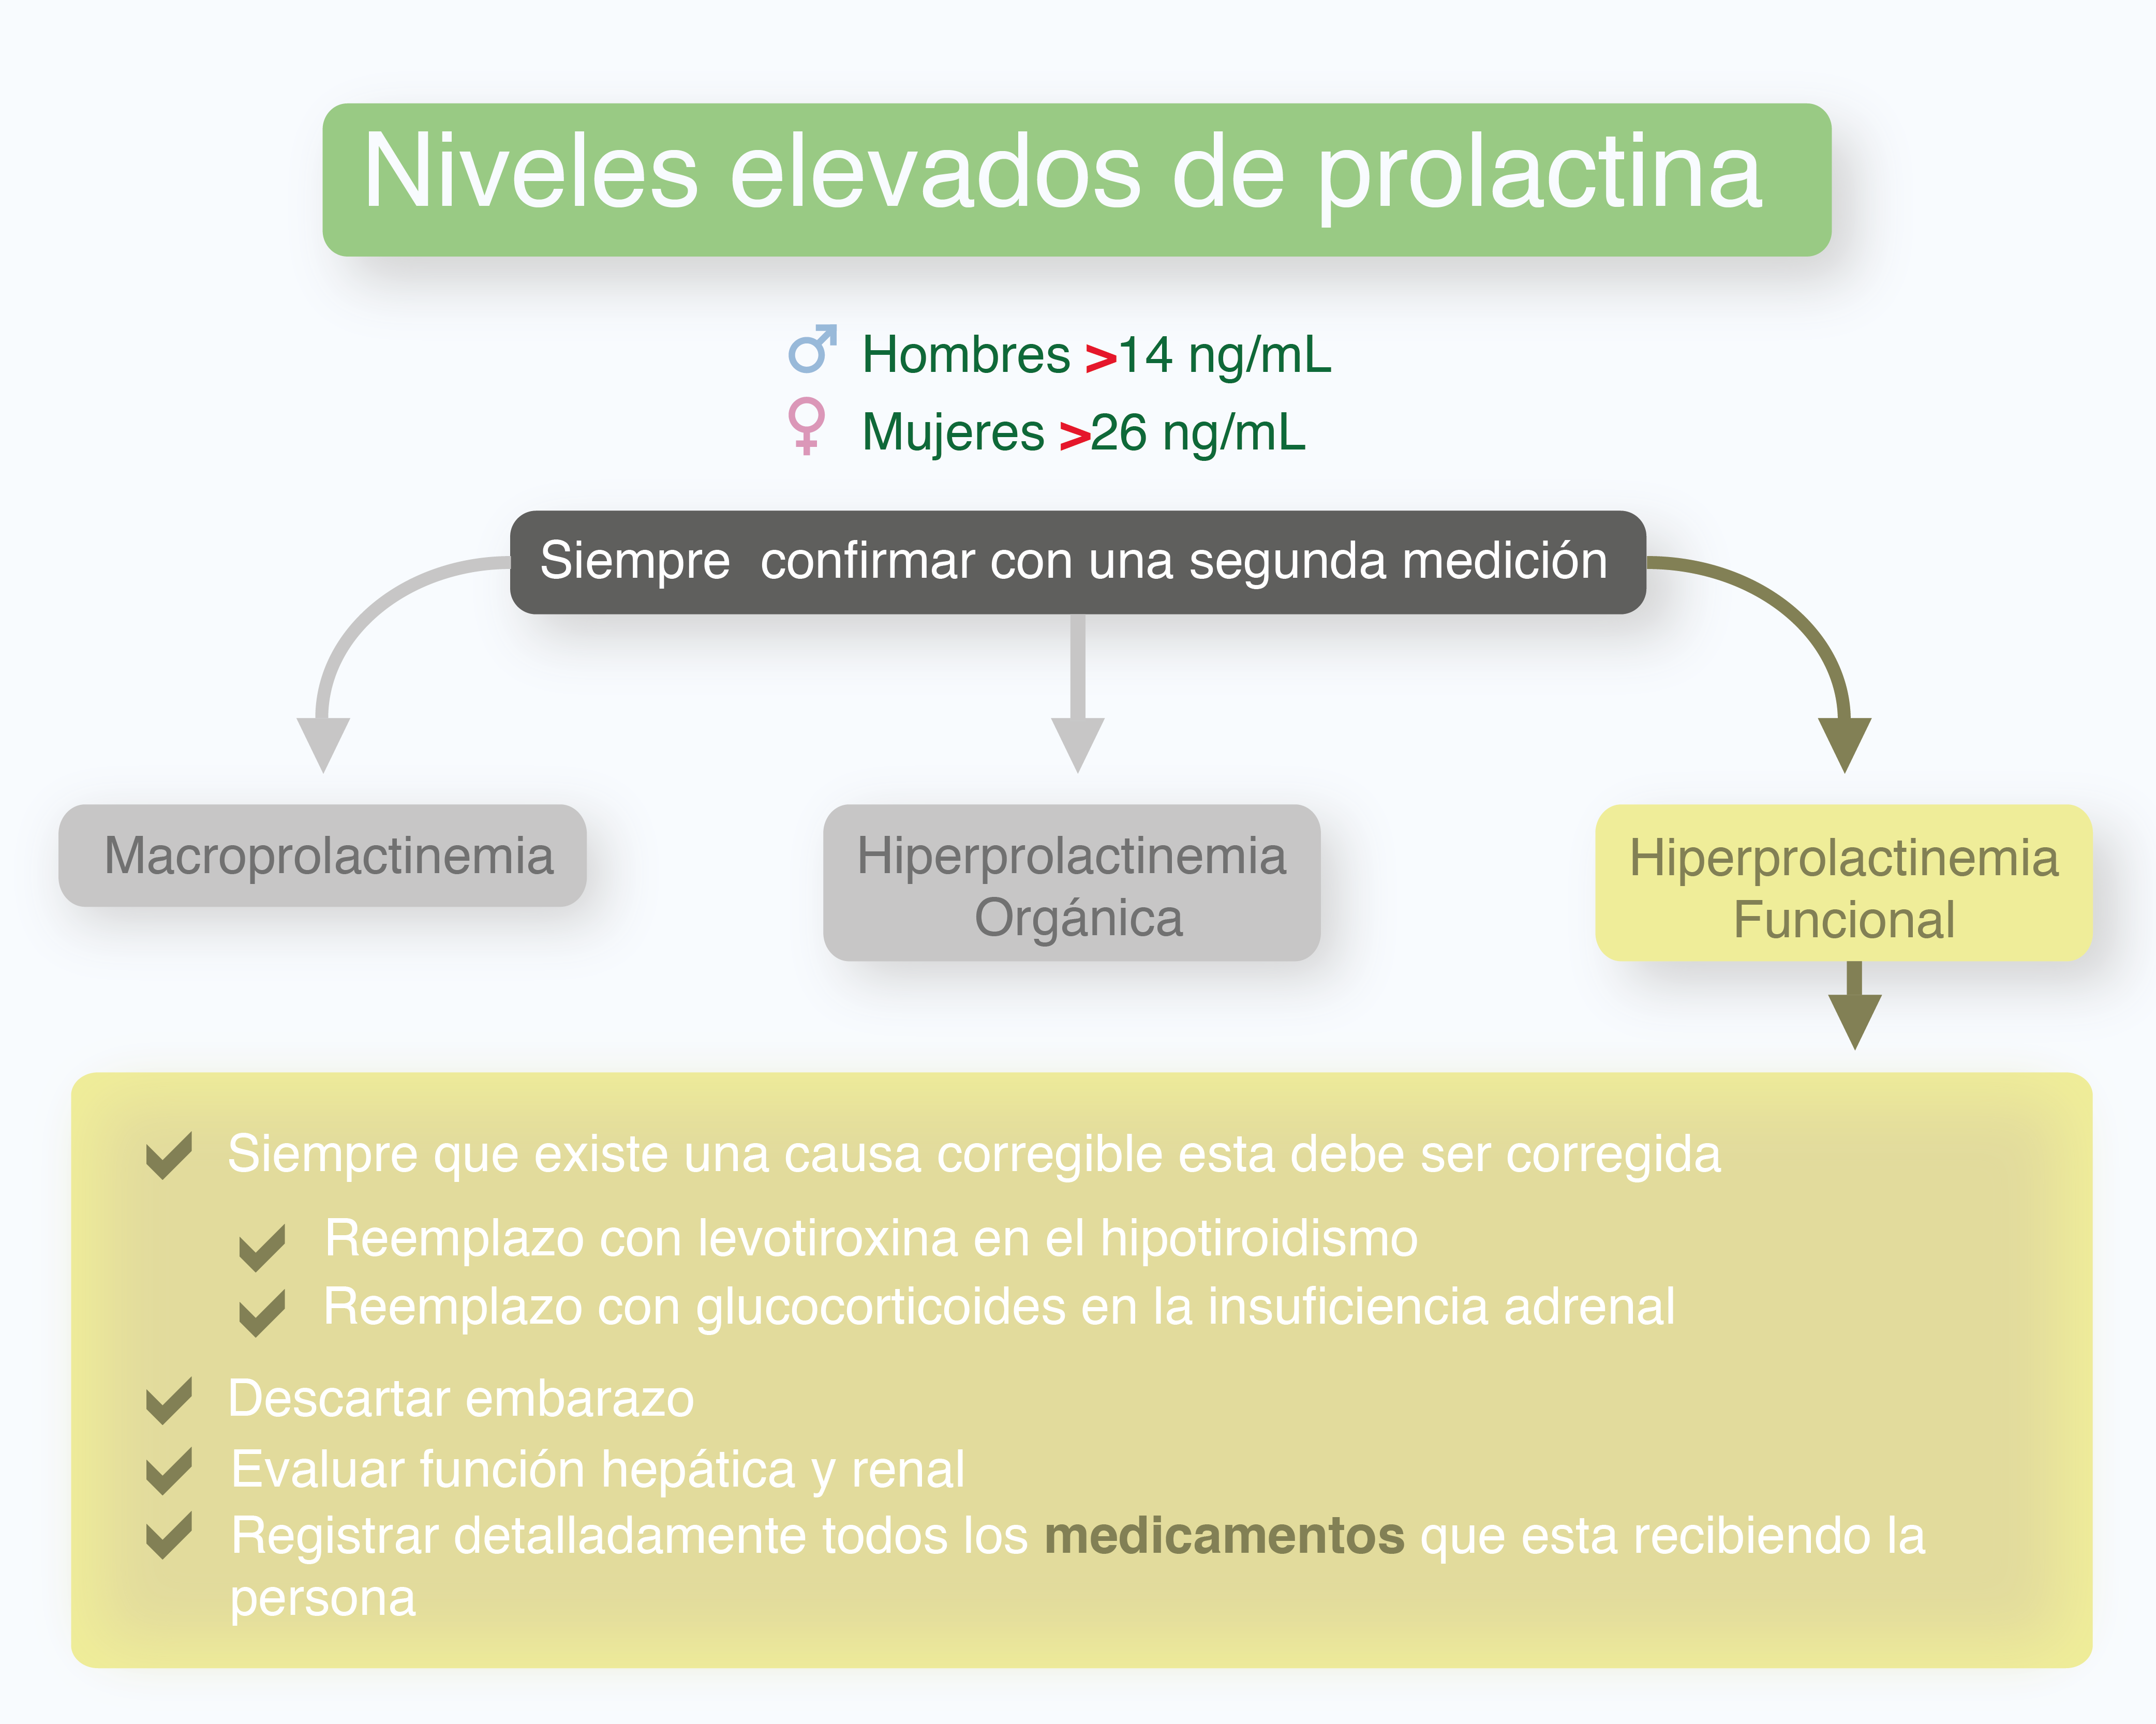 Niveles elevados de prolactina
Hombres >14 ng/mL
Mujeres >26 ng/mL
Siempre confirmar con una segunda medición
Macroprolactinemia
Hiperprolactinemia
Orgánica
Hiperprolactinemia
Funcional
Siempre que existe una causa corregible esta debe ser corregida
Reemplazo con levotiroxina en el hipotiroidismo
Reemplazo con glucocorticoides en la insuficiencia adrenal
Descartar embarazo
Evaluar función hepática y renal
Registrar detalladamente todos los medicamentos que esta recibiendo la
persona